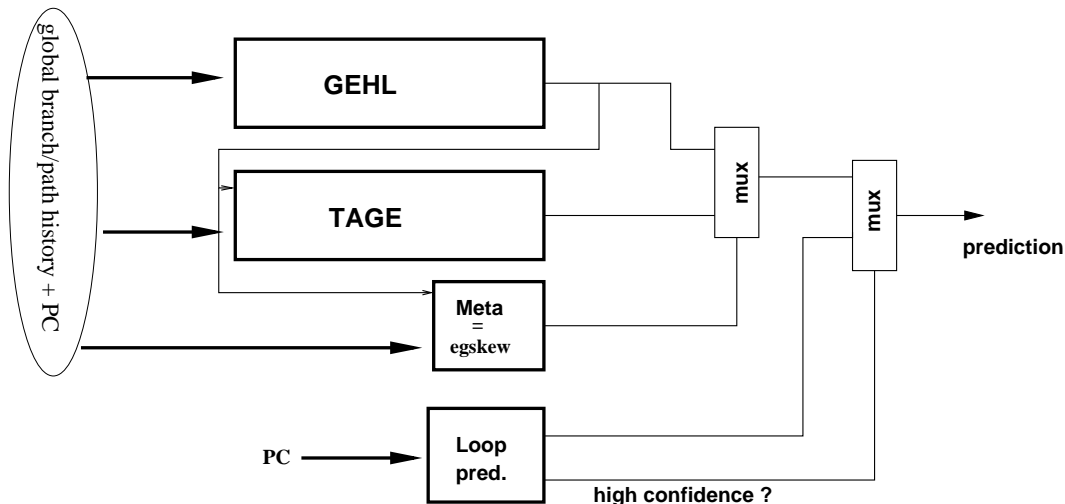 global branch/path history + PC
GEHL
TAGE
mux
mux
prediction
Meta
=
egskew
PC
Loop
pred.
high confidence ?